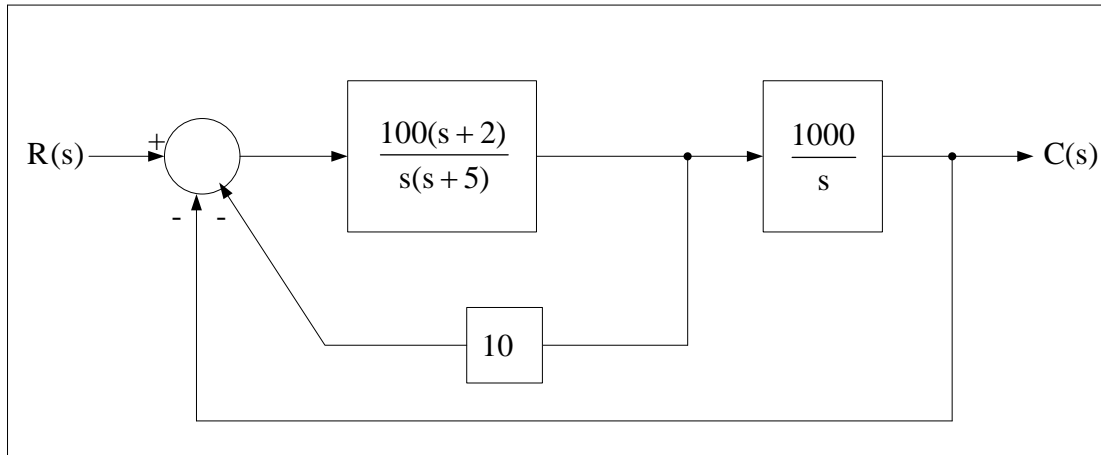 R(s)
+
-
-
100(s + 2)
s(s + 5)
1000
s
C(s)
10